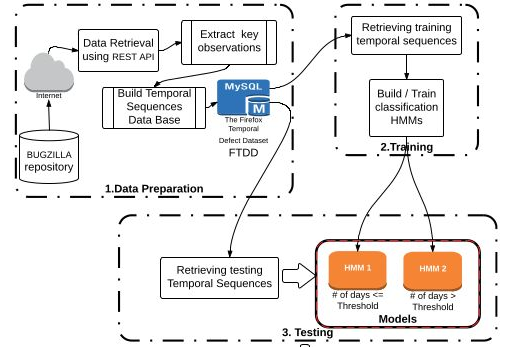 Data Retrieval
using REST API
Extract key
observations
Internet
Build Temporal
Sequences
Data Base
MySQL
M
The Firefox
Temporal
Defect Dataset
FTDD
BUGZILLA
repository
1.Data Preparation
Retrieving training
temporal sequences
Build / Train
classification
HMMs
2.Training
Retrieving testing
Temporal Sequences
HMM 1
HMM 2
# of days <=
Threshold
# of days >
Threshold
Models
3. Testing